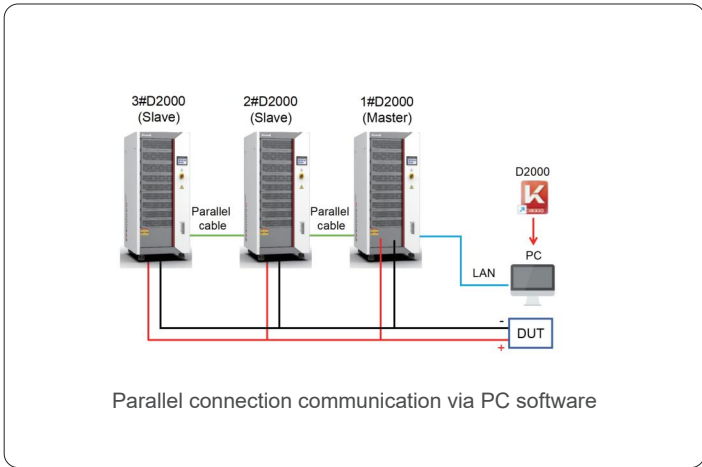 3#D2000
(Slave)
2#D2000
(Slave)
1#D2000
(Master)
D2000
Parallel
cable
Parallel
cable
PC
LAN
-
DUT
+
Parallel connection communication via PC software